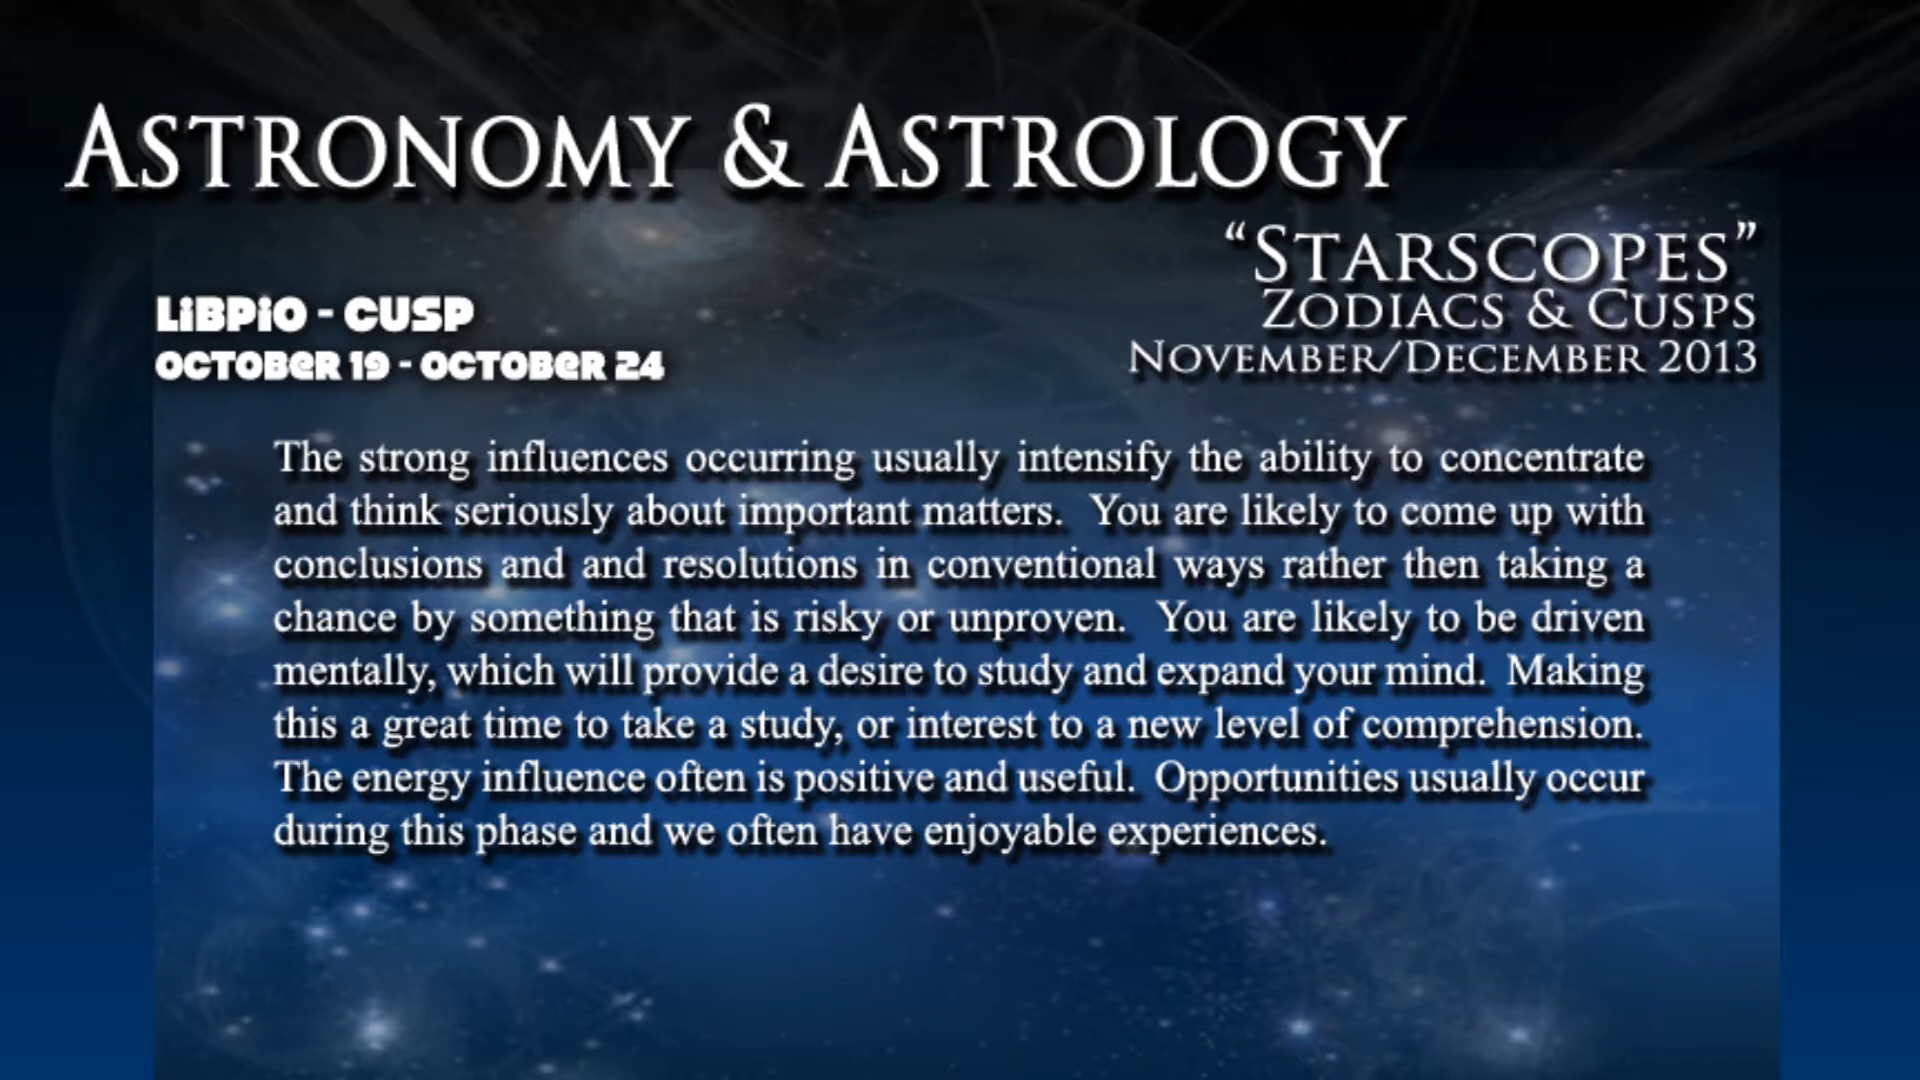 ASTRONOMY & ASTROLOGY
“STARSCOPES”
ZODIACS & CUSPS
NOVEMBER/DECEMBER 2013
LiBPiO - CUSP
OCTOBeR 19 - OCTOBeR 24
The strong influences occurring usually intensify the ability to concentrate
and think seriously about important matters. You are likely to come up with
conclusions and and resolutions in conventional ways rather then taking a
chance by something that is risky or unproven. You are likely to be driven
mentally, which will provide a desire to study and expand your mind. Making
this a great time to take a study, or interest to a new level of comprehension.
The energy influence often is positive and useful. Opportunities usually occur
during this phase and we often have enjoyable experiences.